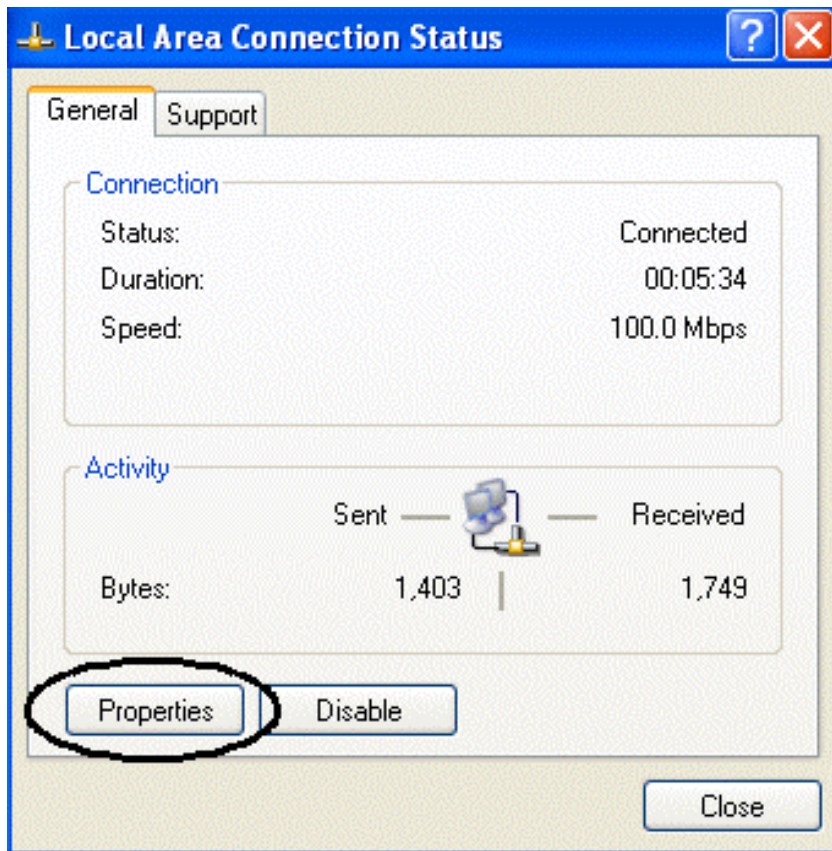 Local Area Connection Status
General Support
Connection
Status: Connected
Duration: 00:05:34
Speed: 100.0 Mbps
Activity
Sent Received
Bytes: 1,403 1,749
Properties Disable
Close